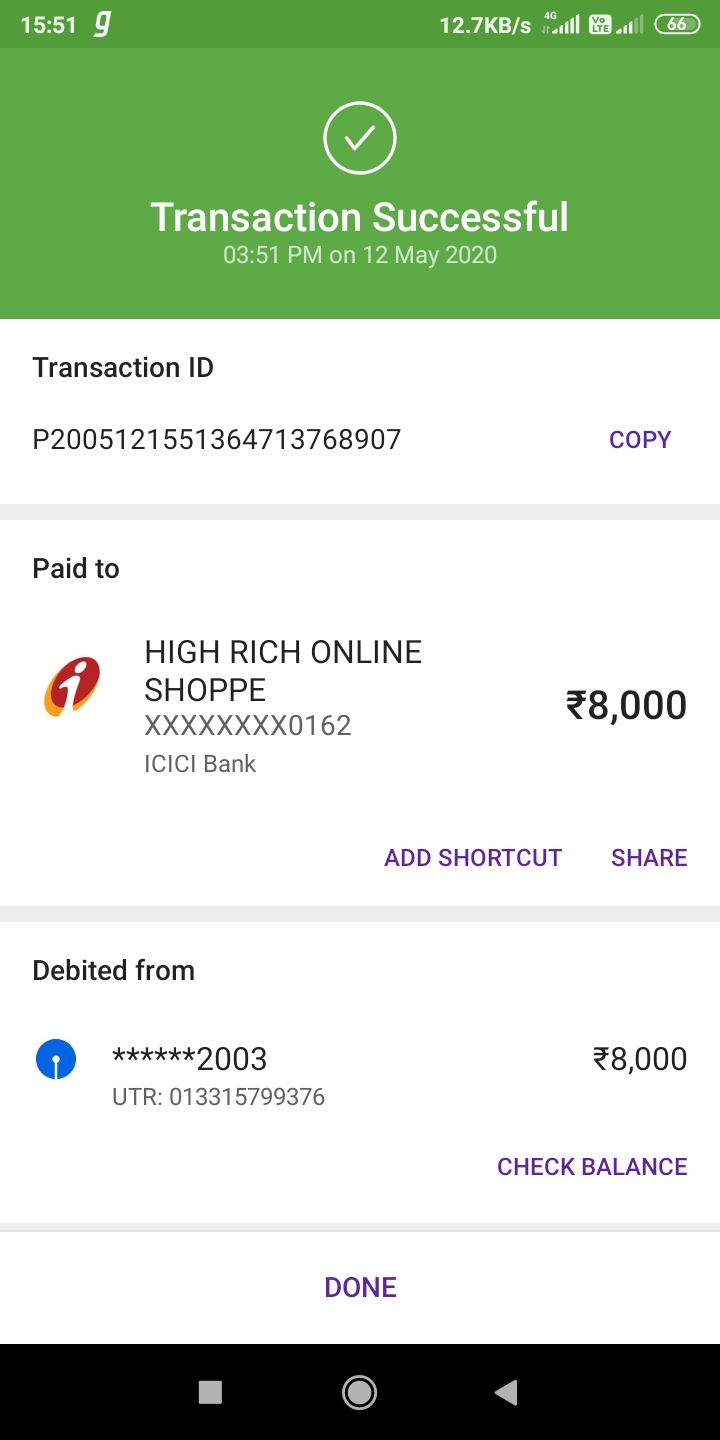 15:51 g 12.7KB/s 4G Vo LTE 66
Transaction Successful
03:51 PM on 12 May 2020
Transaction ID
P2005121551364713768907 COPY
Paid to
HIGH RICH ONLINE
SHOPPE
₹8,000
XXXXXXXX0162
ICICI Bank
ADD SHORTCUT SHARE
Debited from
******2003 ₹8,000
UTR: 013315799376
CHECK BALANCE
DONE